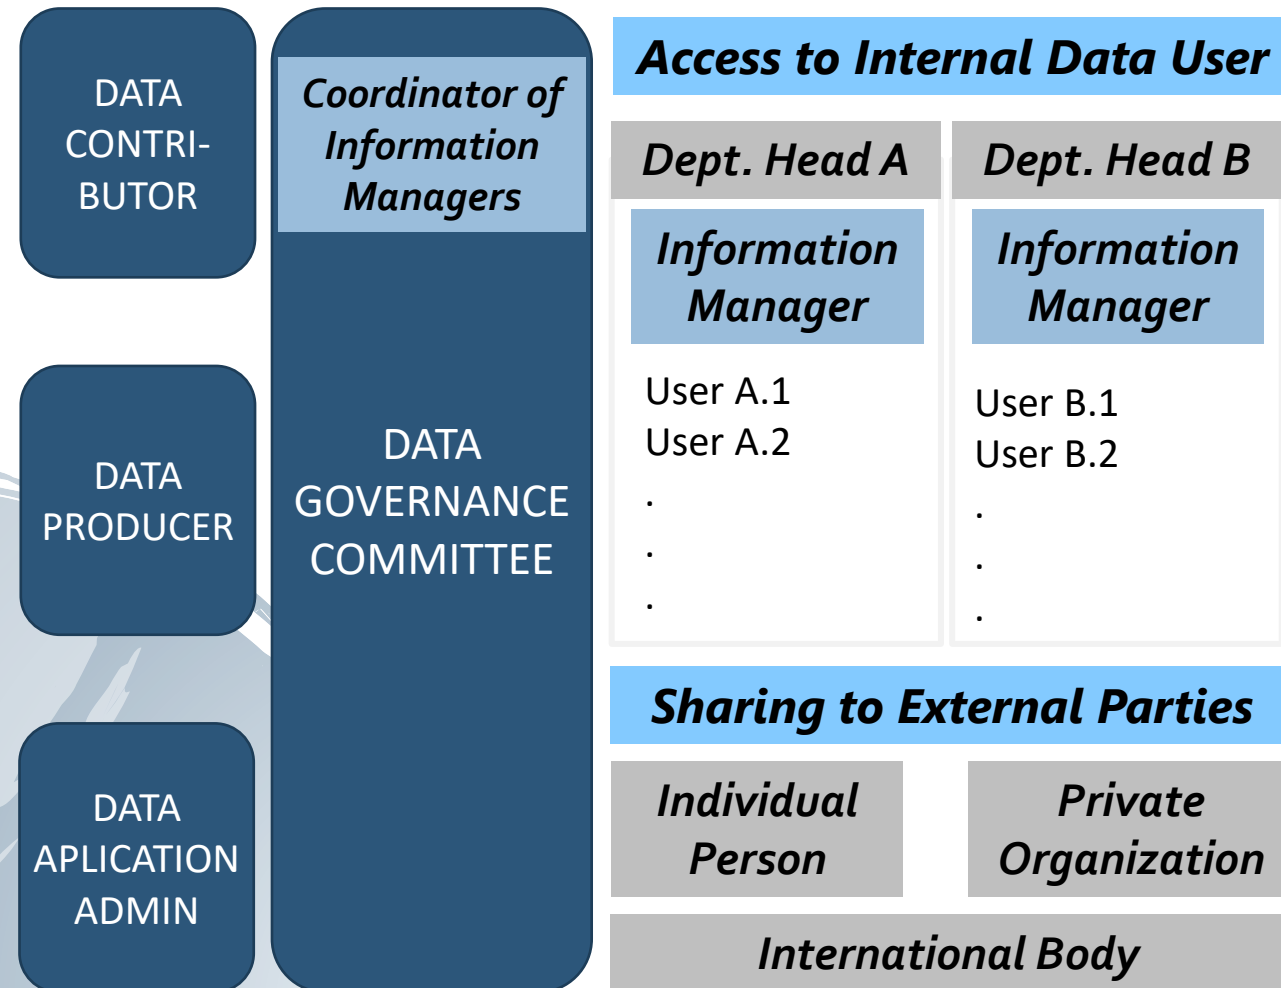 DATA
CONTRI-
BUTOR
DATA
PRODUCER
DATA
APLICATION
ADMIN
Coordinator of
Information
Managers
DATA
GOVERNANCE
COMMITTEE
Access to Internal Data User
Dept. Head A
Information
Manager
User A.1
User A.2
.
.
.
Dept. Head B
Information
Manager
User B.1
User B.2
.
.
.
Sharing to External Parties
Individual
Person
Private
Organization
International Body